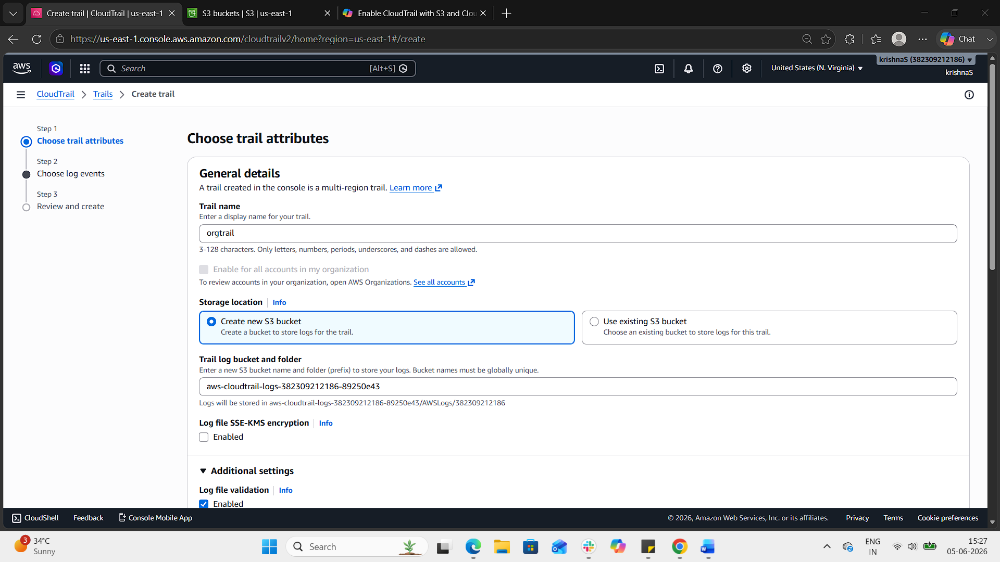 Create trail | CloudTrail | us-east-1
S3 buckets | S3 | us-east-1
Enable CloudTrail with S3 and Clou
https://us-east-1.console.aws.amazon.com/cloudtrailv2/home?region=us-east-1#/create
Chat
aws
Search
[Alt+S]
United States (N. Virginia)
krishnaS (382309212186)
krishnaS
CloudTrail
Trails
Create trail
Step 1
Choose trail attributes
Step 2
Choose log events
Step 3
Review and create
Choose trail attributes
General details
A trail created in the console is a multi-region trail. Learn more
Trail name
Enter a display name for your trail.
orgtrail
3-128 characters. Only letters, numbers, periods, underscores, and dashes are allowed.
Enable for all accounts in my organization
To review accounts in your organization, open AWS Organizations. See all accounts
Storage location Info
Create new S3 bucket
Create a bucket to store logs for the trail.
Use existing S3 bucket
Choose an existing bucket to store logs for this trail.
Trail log bucket and folder
Enter a new S3 bucket name and folder (prefix) to store your logs. Bucket names must be globally unique.
aws-cloudtrail-logs-382309212186-89250e43
Logs will be stored in aws-cloudtrail-logs-382309212186-89250e43/AWSLogs/382309212186
Log file SSE-KMS encryption Info
Enabled
Additional settings
Log file validation Info
Enabled
CloudShell
Feedback
Console Mobile App
© 2026, Amazon Web Services, Inc. or its affiliates.
Privacy
Terms
Cookie preferences
3
34°C
Sunny
Search
ENG
IN
15:27
05-06-2026